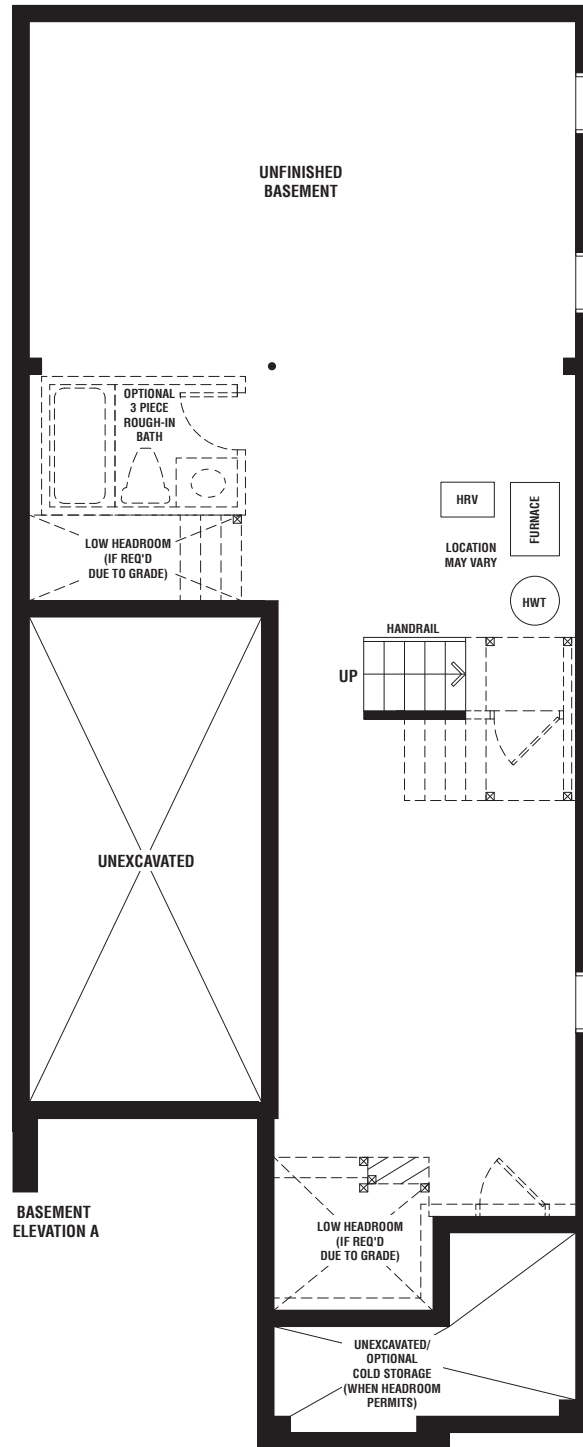 UNFINISHED
BASEMENT
OPTIONAL
3 PIECE
ROUGH-IN
BATH
HRV
FURNACE
LOW HEADROOM
(IF REQ'D
DUE TO GRADE)
LOCATION
MAY VARY
HWT
HANDRAIL
UP
UNEXCAVATED
BASEMENT
ELEVATION A
LOW HEADROOM
(IF REQ'D
DUE TO GRADE)
UNEXCAVATED/
OPTIONAL
COLD STORAGE
(WHEN HEADROOM
PERMITS)